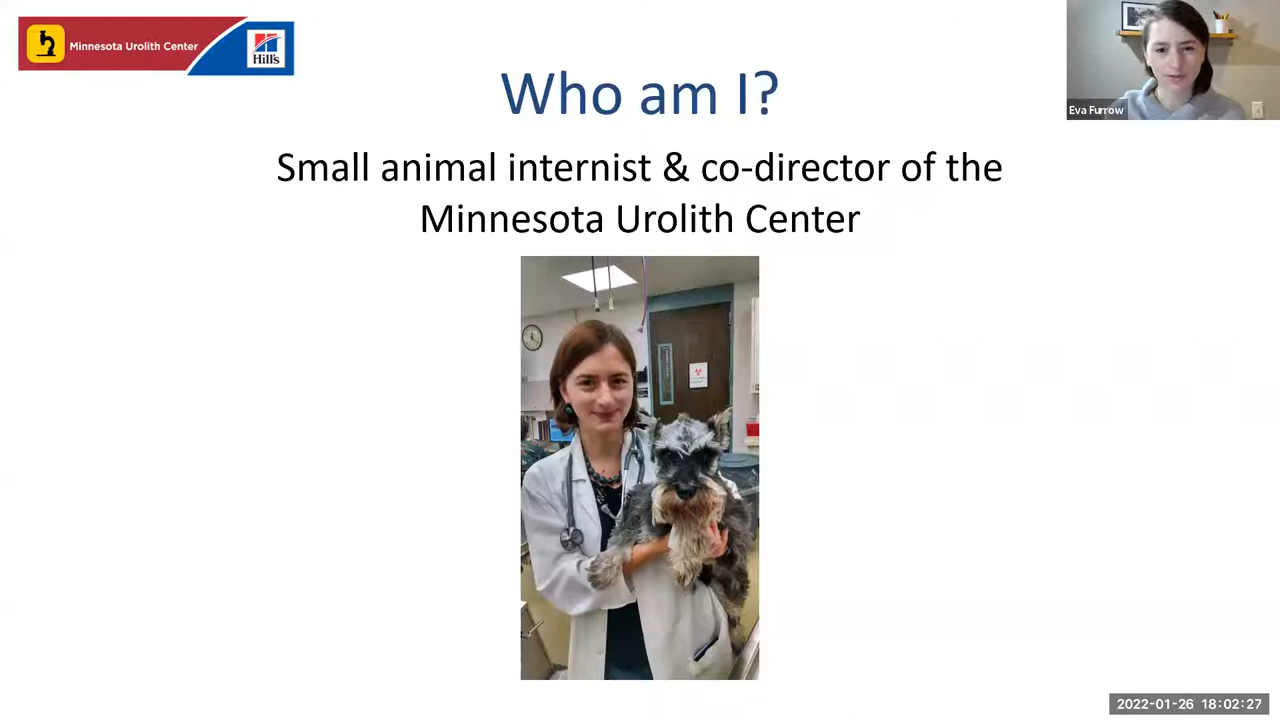 Minnesota Urolith Center
Hill's
Who am I?
Eva Furrow
Small animal internist & co-director of the
Minnesota Urolith Center
2022-01-26 18:02:27